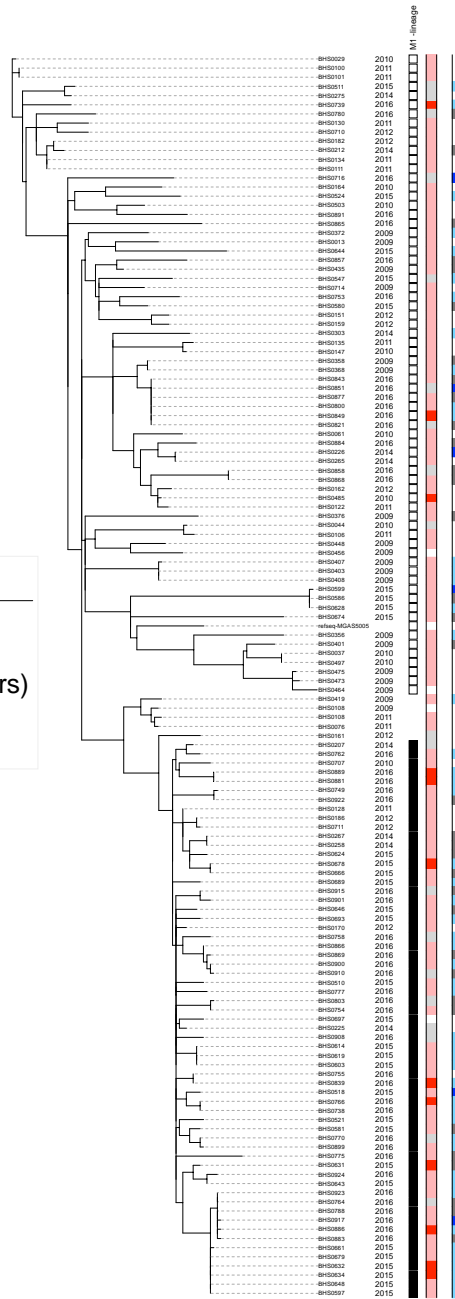 M1 -lineage
BHS0029 2010
BHS0100 2011
BHS0101 2011
BHS0511 2015
BHS0275 2014
BHS0739 2016
BHS0780 2016
BHS0130 2011
BHS0710 2012
BHS0182 2012
BHS0212 2014
BHS0134 2011
BHS0111 2011
BHS0716 2016
BHS0164 2010
BHS0524 2015
BHS0503 2010
BHS0891 2016
BHS0865 2016
BHS0372 2009
BHS0013 2009
BHS0644 2015
BHS0857 2016
BHS0435 2009
BHS0547 2015
BHS0714 2009
BHS0753 2016
BHS0580 2015
BHS0151 2012
BHS0159 2012
BHS0303 2014
BHS0135 2011
BHS0147 2010
BHS0358 2009
BHS0368 2009
BHS0843 2016
BHS0851 2016
BHS0877 2016
BHS0800 2016
BHS0849 2016
BHS0821 2016
BHS0061 2010
BHS0884 2016
BHS0226 2014
BHS0265 2014
BHS0858 2016
BHS0868 2016
BHS0162 2012
BHS0485 2010
BHS0122 2011
BHS0376 2009
BHS0044 2010
BHS0106 2011
BHS0448 2009
BHS0456 2009
BHS0407 2009
BHS0403 2009
BHS0408 2009
BHS0599 2015
BHS0586 2015
BHS0628 2015
BHS0674 2015
refseq-MGAS5005
BHS0356 2009
BHS0401 2009
BHS0037 2010
BHS0497 2010
BHS0475 2009
BHS0473 2009
BHS0464 2009
rs)
BHS0419 2009
BHS0108 2009
BHS0108 2011
BHS0076 2011
BHS0161 2012
BHS0207 2014
BHS0762 2016
BHS0707 2010
BHS0889 2016
BHS0881 2016
BHS0749 2016
BHS0922 2016
BHS0128 2011
BHS0186 2012
BHS0711 2012
BHS0267 2014
BHS0258 2014
BHS0624 2015
BHS0678 2015
BHS0666 2015
BHS0689 2015
BHS0915 2016
BHS0901 2016
BHS0646 2015
BHS0693 2015
BHS0170 2012
BHS0758 2016
BHS0866 2016
BHS0869 2016
BHS0900 2016
BHS0910 2016
BHS0510 2015
BHS0777 2016
BHS0803 2016
BHS0754 2016
BHS0697 2015
BHS0225 2014
BHS0908 2016
BHS0614 2015
BHS0619 2015
BHS0603 2015
BHS0755 2016
BHS0839 2016
BHS0518 2015
BHS0766 2016
BHS0738 2016
BHS0521 2015
BHS0581 2015
BHS0770 2016
BHS0899 2016
BHS0775 2016
BHS0631 2015
BHS0924 2016
BHS0643 2015
BHS0923 2016
BHS0764 2016
BHS0788 2016
BHS0917 2016
BHS0886 2016
BHS0883 2016
BHS0661 2015
BHS0679 2015
BHS0632 2015
BHS0634 2015
BHS0648 2015
BHS0597 2015